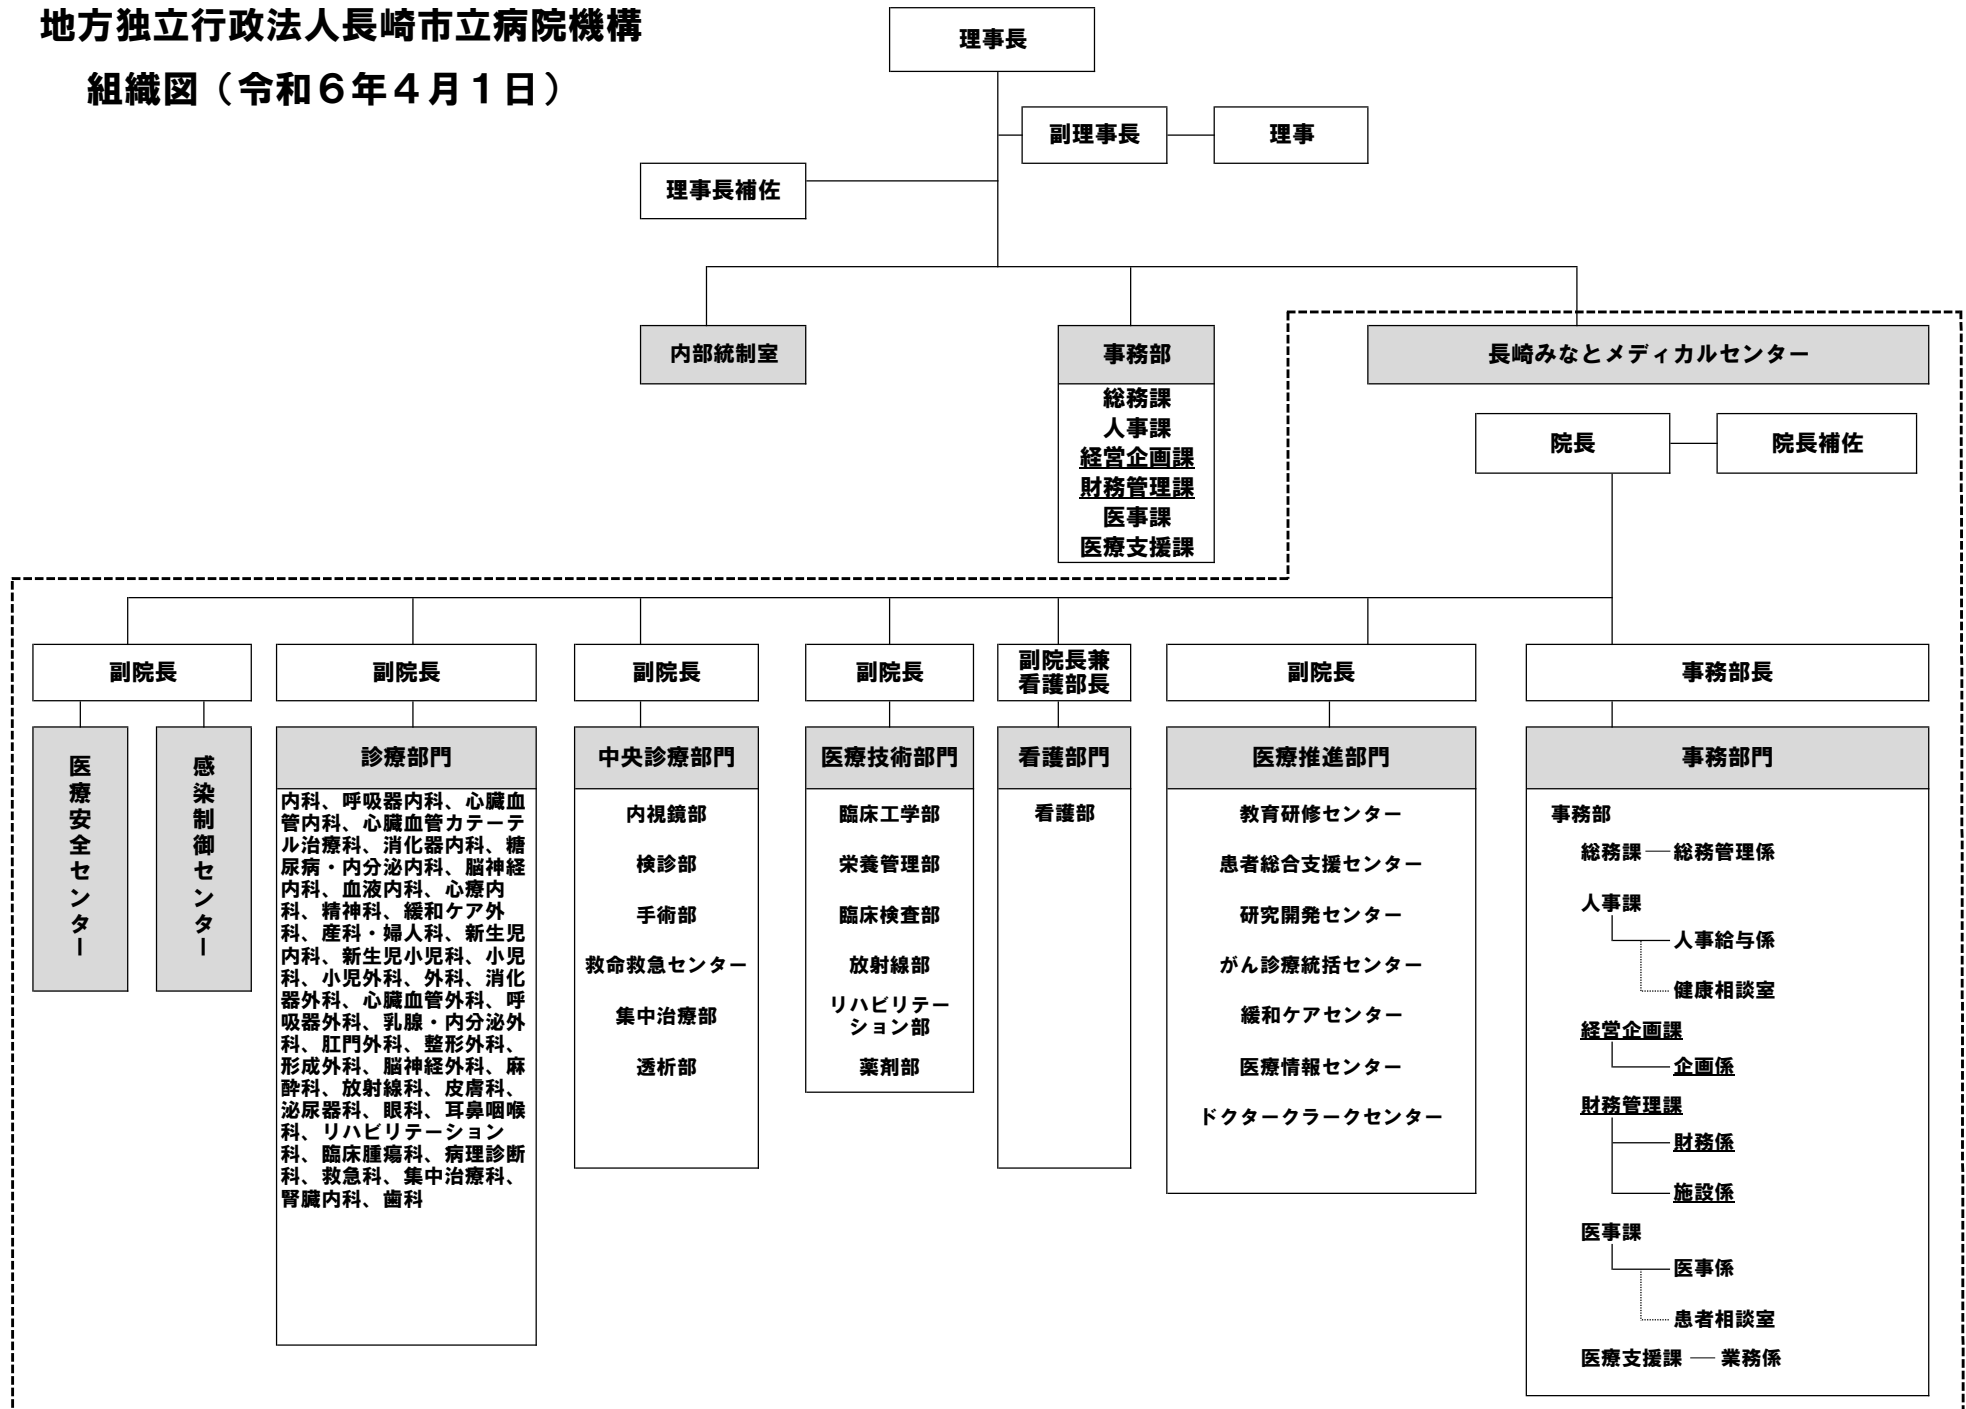 地方独立行政法人長崎市立病院機構
組織図（令和６年４月１日）
理事長
副理事長
理事
理事長補佐
内部統制室
事務部
総務課
人事課
経営企画課
財務管理課
医事課
医療支援課
長崎みなとメディカルセンター
院長
院長補佐
副院長
医療安全センター
感染制御センター
副院長
診療部門
内科、呼吸器内科、心臓血
管内科、心臓血管カテーテ
ル治療科、消化器内科、糖
尿病・内分泌内科、脳神経
内科、血液内科、心療内
科、精神科、緩和ケア外
科、産科・婦人科、新生児
内科、新生児小児科、小児
科、小児外科、外科、消化
器外科、心臓血管外科、呼
吸器外科、乳腺・内分泌外
科、肛門外科、整形外科、
形成外科、脳神経外科、麻
酔科、放射線科、皮膚科、
泌尿器科、眼科、耳鼻咽喉
科、リハビリテーション
科、臨床腫瘍科、病理診断
科、救急科、集中治療科、
腎臓内科、歯科
副院長
中央診療部門
内視鏡部
検診部
手術部
救命救急センター
集中治療部
透析部
副院長
医療技術部門
臨床工学部
栄養管理部
臨床検査部
放射線部
リハビリテー
ション部
薬剤部
副院長兼
看護部長
看護部門
看護部
副院長
医療推進部門
教育研修センター
患者総合支援センター
研究開発センター
がん診療統括センター
緩和ケアセンター
医療情報センター
ドクタークラークセンター
事務部長
事務部門
事務部
総務課 総務管理係
人事課
人事給与係
健康相談室
経営企画課
企画係
財務管理課
財務係
施設係
医事課
医事係
患者相談室
医療支援課 業務係